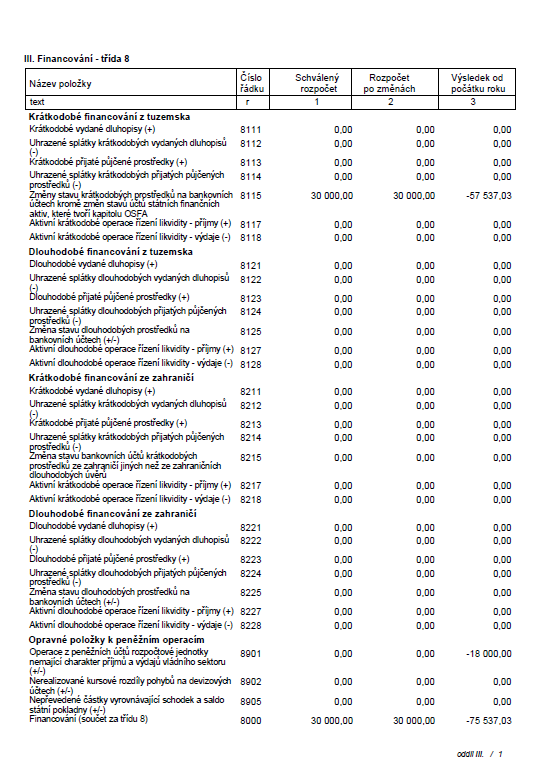 III. Financování - třída 8
Název položky Číslo řádku Schválený rozpočet Rozpočet po změnách Výsledek od počátku roku
text r 1 2 3
Krátkodobé financování z tuzemska
Krátkodobé vydané dluhopisy (+) 8111 0,00 0,00 0,00
Uhrazené splátky krátkodobých vydaných dluhopisů 8112 0,00 0,00 0,00
(-)
Krátkodobé přijaté půjčené prostředky (+) 8113 0,00 0,00 0,00
Uhrazené splátky krátkodobých přijatých půjčených 8114 0,00 0,00 0,00
prostředků (-)
Změny stavu krátkodobých prostředků na bankovních 8115 30 000,00 30 000,00 -57 537,03
účtech kromě změn stavů účtů státních finančních
aktiv, které tvoří kapitolu OSFA
Aktivní krátkodobé operace řízení likvidity - příjmy (+) 8117 0,00 0,00 0,00
Aktivní krátkodobé operace řízení likvidity - výdaje (-) 8118 0,00 0,00 0,00
Dlouhodobé financování z tuzemska
Dlouhodobé vydané dluhopisy (+) 8121 0,00 0,00 0,00
Uhrazené splátky dlouhodobých vydaných dluhopisů 8122 0,00 0,00 0,00
(-)
Dlouhodobé přijaté půjčené prostředky (+) 8123 0,00 0,00 0,00
Uhrazené splátky dlouhodobých přijatých půjčených 8124 0,00 0,00 0,00
prostředků (-)
Změna stavu dlouhodobých prostředků na 8125 0,00 0,00 0,00
bankovních účtech (+/-)
Aktivní dlouhodobé operace řízení likvidity - příjmy (+) 8127 0,00 0,00 0,00
Aktivní dlouhodobé operace řízení likvidity - výdaje (-) 8128 0,00 0,00 0,00
Krátkodobé financování ze zahraničí
Krátkodobé vydané dluhopisy (+) 8211 0,00 0,00 0,00
Uhrazené splátky krátkodobých vydaných dluhopisů 8212 0,00 0,00 0,00
(-)
Krátkodobé přijaté půjčené prostředky (+) 8213 0,00 0,00 0,00
Uhrazené splátky krátkodobých přijatých půjčených 8214 0,00 0,00 0,00
prostředků (-)
Změna stavu bankovních účtů krátkodobých 8215 0,00 0,00 0,00
prostředků ze zahraničí jiných než ze zahraničních
dlouhodobých úvěrů
Aktivní krátkodobé operace řízení likvidity - příjmy (+) 8217 0,00 0,00 0,00
Aktivní krátkodobé operace řízení likvidity - výdaje (-) 8218 0,00 0,00 0,00
Dlouhodobé financování ze zahraničí
Dlouhodobé vydané dluhopisy (+) 8221 0,00 0,00 0,00
Uhrazené splátky dlouhodobých vydaných dluhopisů 8222 0,00 0,00 0,00
(-)
Dlouhodobé přijaté půjčené prostředky (+) 8223 0,00 0,00 0,00
Uhrazené splátky dlouhodobých přijatých půjčených 8224 0,00 0,00 0,00
prostředků (-)
Změna stavu dlouhodobých prostředků na 8225 0,00 0,00 0,00
bankovních účtech (+/-)
Aktivní dlouhodobé operace řízení likvidity - příjmy (+) 8227 0,00 0,00 0,00
Aktivní dlouhodobé operace řízení likvidity - výdaje (-) 8228 0,00 0,00 0,00
Opravné položky k peněžním operacím
Operace z peněžních účtů rozpočtové jednotky 8901 0,00 0,00 -18 000,00
nemající charakter příjmů a výdajů vládního sektoru
(+/-)
Nerealizované kursové rozdíly pohybů na devizových 8902 0,00 0,00 0,00
účtech (+/-)
Nepřevedené částky vyrovnávající schodek a saldo 8905 0,00 0,00 0,00
státní pokladny (+/-)
Financování (součet za třídu 8) 8000 30 000,00 30 000,00 -75 537,03
oddíl III. / 1